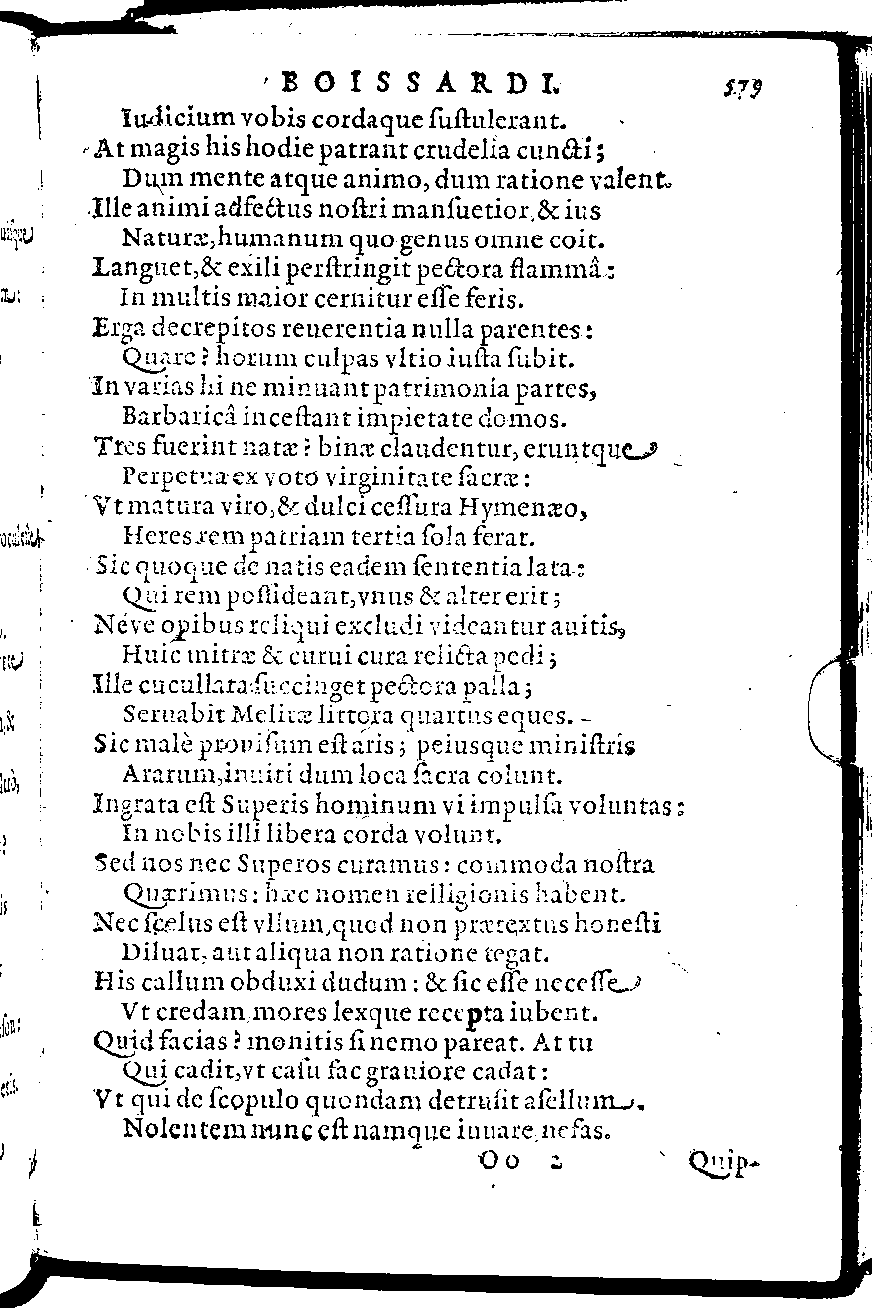 BOISSARDI. 579
Iudicium vobis cordaque ſuſtulerant.
At magis his hodie patrant crudelia cuncti;
Dum mente atque animo, dum ratione valent.
Ille animi adfectus noſtri manſuetior, & ius
Naturæ, humanum quo genus omne coit.
Languet, & exili perſtringit pectora flammâ:
In multis maior cernitur eſſe feris.
Erga decrepitos reuerentia nulla parentes:
Quare? horum culpas vltio iuſta ſubit.
In varias hi ne minuant patrimonia partes,
Barbaricâ inceſtant impietate domos.
Tres fuerint natæ? binæ claudentur, eruntque
Perpetua ex voto virginitate ſacræ:
Vt matura viro, & dulci ceſſura Hymenæo,
Heres rem patriam tertia ſola ferat.
Sic quoque de natis eadem ſententia lata:
Qui rem poſſideant, vnus & alter erit;
Néve opibus reliqui excludi videantur auitis,
Huic mitræ & curui cura relicta pedi;
Ille cucullata ſuccinget pectora palla;
Seruabit Melitæ littora quartus eques.
Sic malè proviſum eſt aris; peiusque miniſtris
Ararum, inuiti dum loca ſacra colunt.
Ingrata eſt Superis hominum vi impulſa voluntas:
In nobis illi libera corda volunt.
Sed nos nec Superos curamus: commoda noſtra
Quærimus: hæc nomen reiligionis habent.
Nec ſcelus eſt vllum, quod non prætextus honeſti
Diluat, aut aliqua non ratione tegat.
His callum obduxi dudum: & ſic eſſe neceſſe
Vt credam, mores lexque recepta iubent.
Quid facias? monitis ſi nemo pareat. At tu
Qui cadit, vt caſu fac grauiore cadat:
Vt qui de ſcopulo quondam detruſit aſellum.
Nolentem nunc eſt namque iuuare nefas.
Oo 2 Quip-